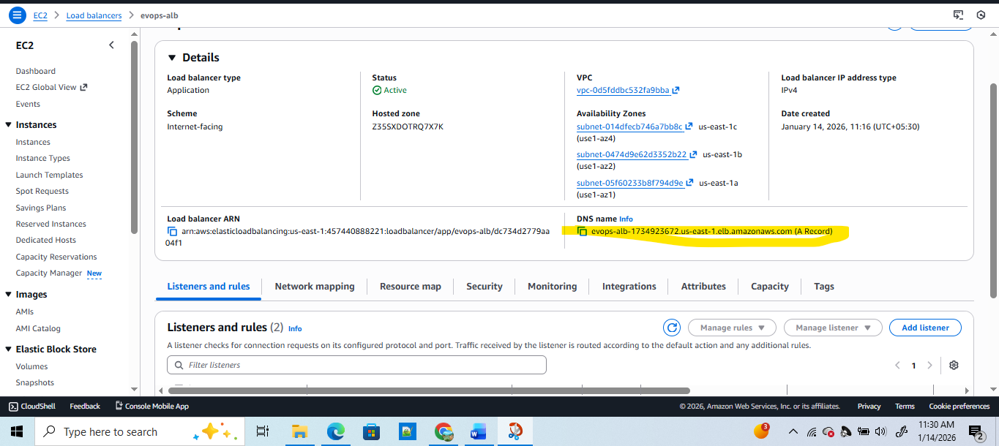 EC2 > Load balancers > evops-alb
EC2
Dashboard
EC2 Global View
Events
Instances
Instances
Instance Types
Launch Templates
Spot Requests
Savings Plans
Reserved Instances
Dedicated Hosts
Capacity Reservations
Capacity Manager New
Images
AMIs
AMI Catalog
Elastic Block Store
Volumes
Snapshots
Details
Load balancer type
Application
Status
Active
VPC
vpc-0d5fddbc532fa9bba
Load balancer IP address type
IPv4
Scheme
Internet-facing
Hosted zone
Z35SXDOTRQ7X7K
Availability Zones
subnet-014dfecb746a7bb8c us-east-1c
(use1-az4)
subnet-0474d9e62d3352b22 us-east-1b
(use1-az2)
subnet-05f60233b8f794d9e us-east-1a
(use1-az1)
Date created
January 14, 2026, 11:16 (UTC+05:30)
Load balancer ARN
arn:aws:elasticloadbalancing:us-east-1:457440888221:loadbalancer/app/evops-alb/dc734d2779aa
04f1
DNS name Info
evops-alb-1734923672.us-east-1.elb.amazonaws.com (A Record)
Listeners and rules Network mapping Resource map Security Monitoring Integrations Attributes Capacity Tags
Listeners and rules (2) Info
Manage rules Manage listener Add listener
A listener checks for connection requests on its configured protocol and port. Traffic received by the listener is routed according to the default action and any additional rules.
Filter listeners
1
CloudShell Feedback Console Mobile App © 2026, Amazon Web Services, Inc. or its affiliates. Privacy Terms Cookie preferences
Type here to search
3
11:30 AM
1/14/2026
2